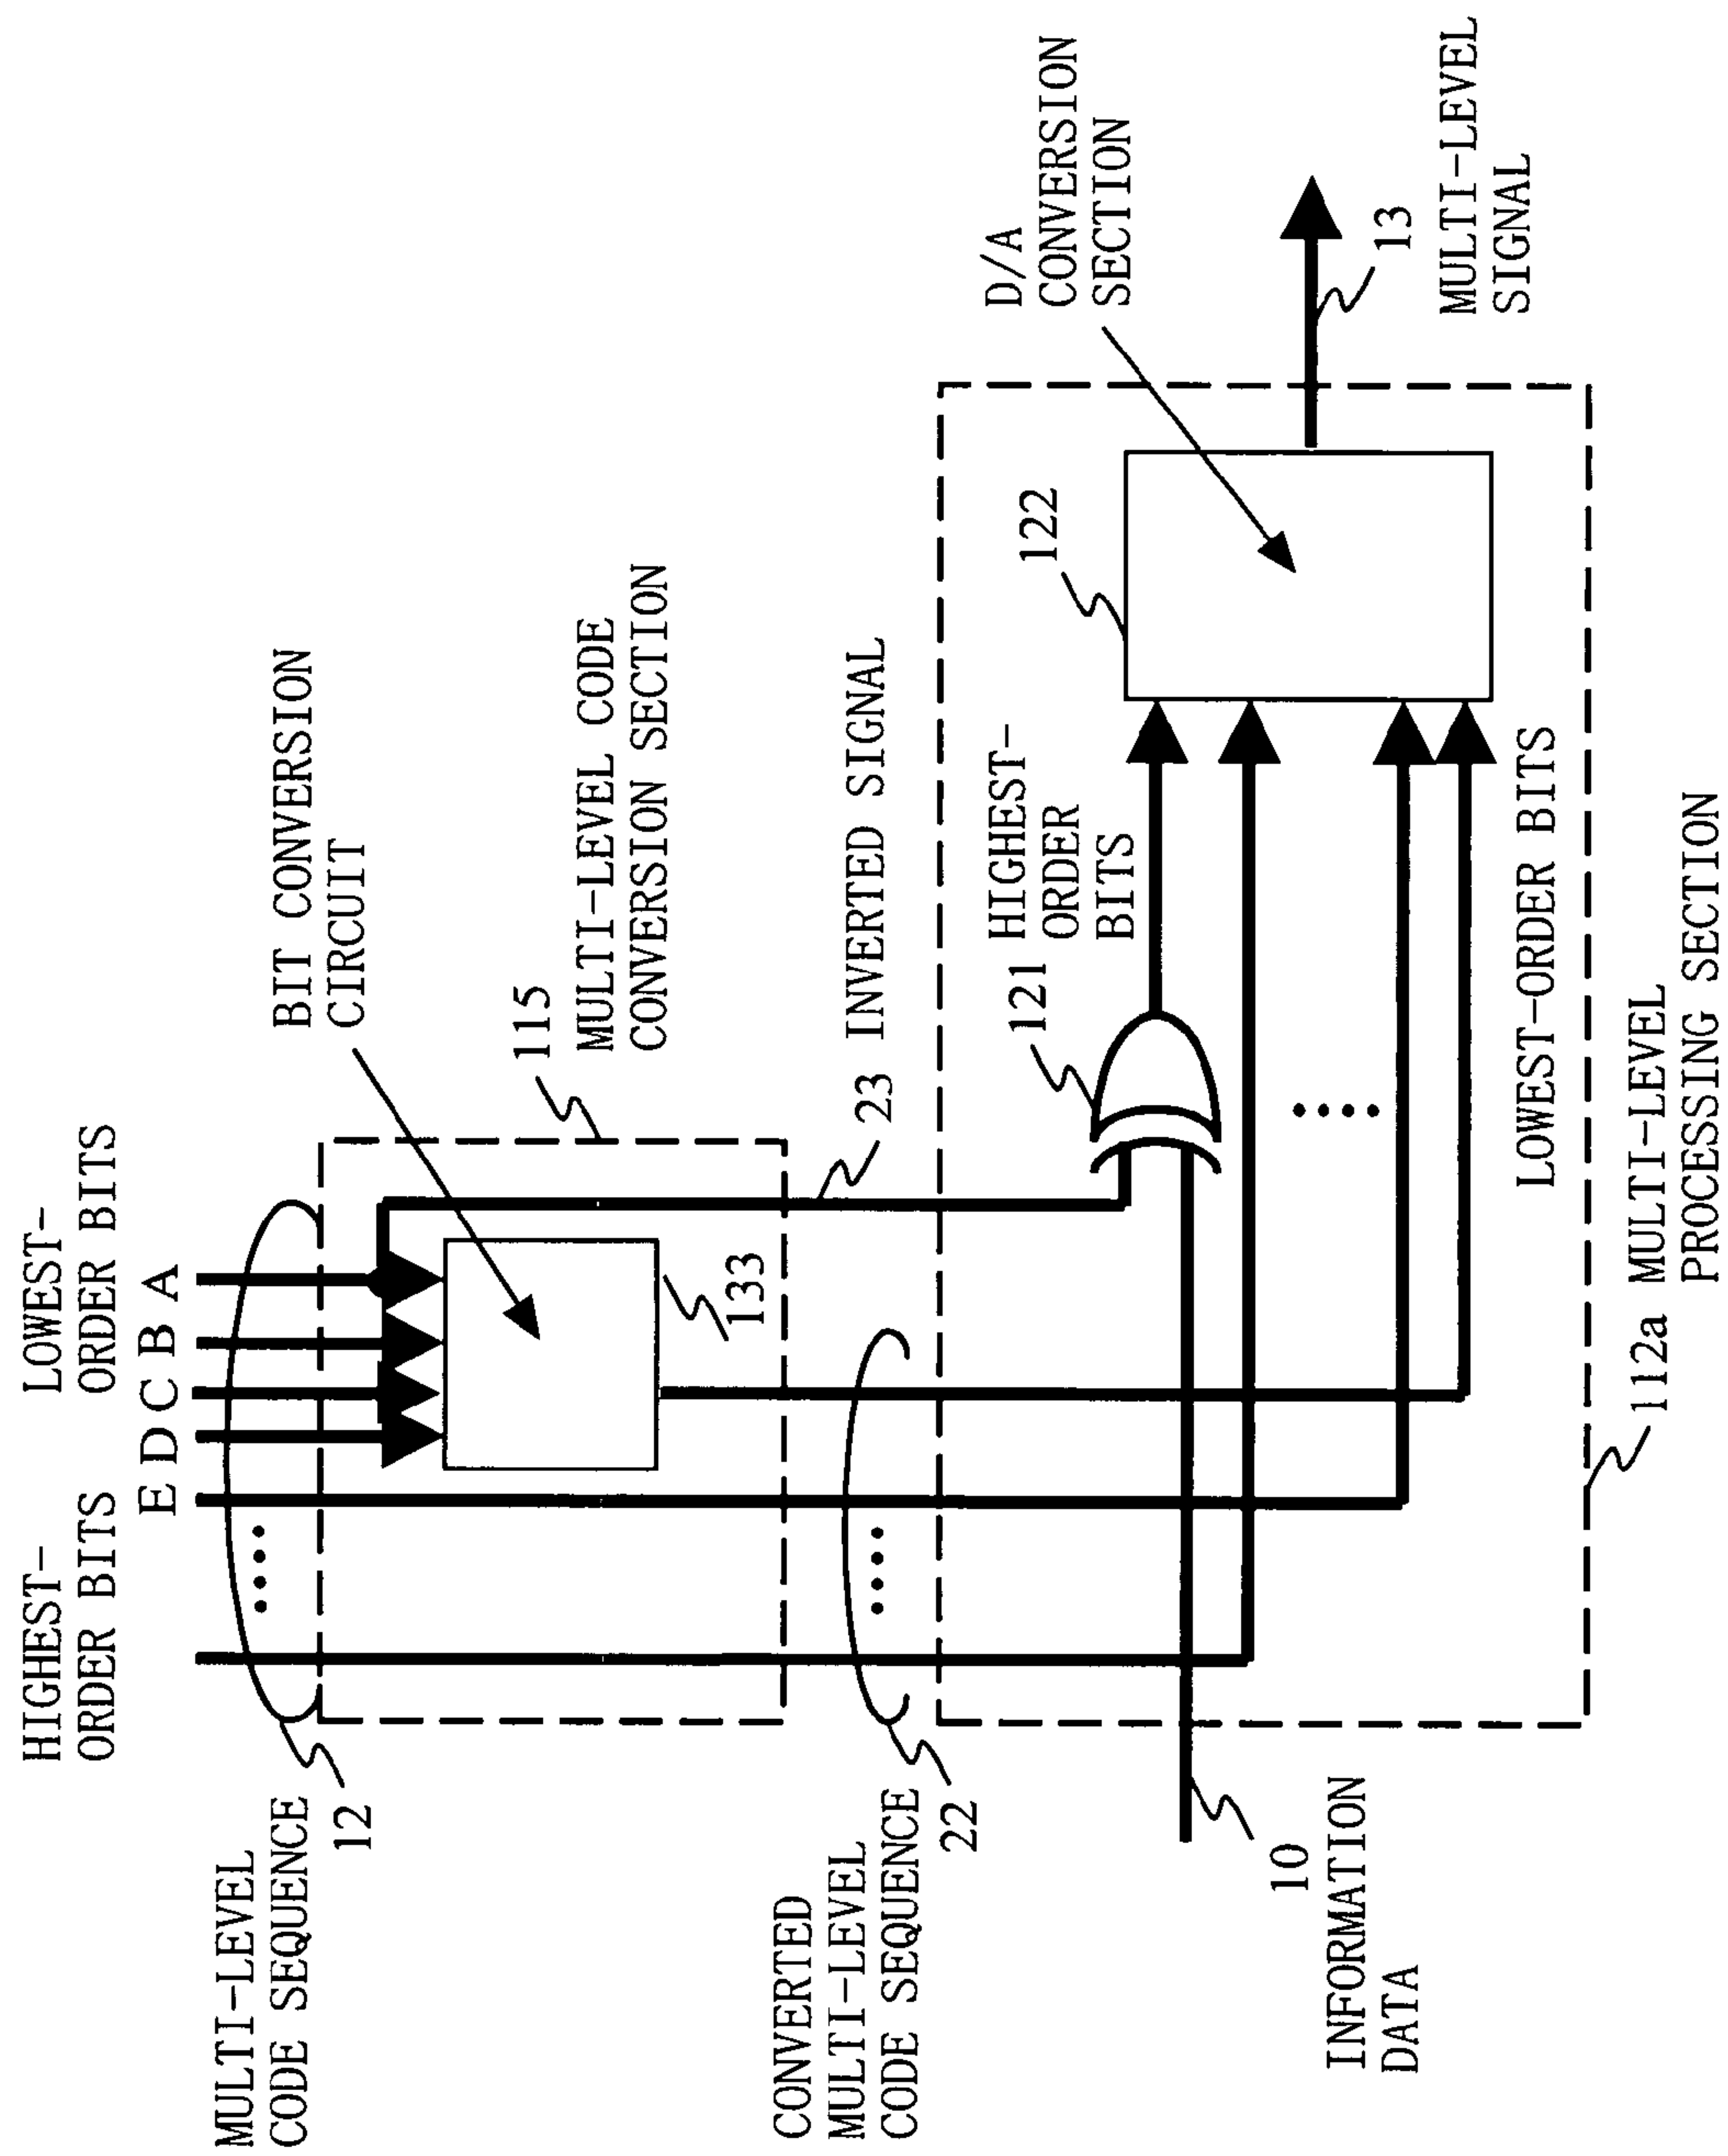 HIGHEST-
ORDER BITS
LOWEST-
ORDER BITS
E D C B A
MULTI-LEVEL
CODE SEQUENCE
12
BIT CONVERSION
CIRCUIT
115
MULTI-LEVEL CODE
CONVERSION SECTION
133
23 INVERTED SIGNAL
CONVERTED
MULTI-LEVEL
CODE SEQUENCE
22
D/A
CONVERSION
SECTION
122
HIGHEST-
ORDER
BITS
121
13
MULTI-LEVEL
SIGNAL
10
INFORMATION
DATA
LOWEST-ORDER BITS
112a MULTI-LEVEL
PROCESSING SECTION